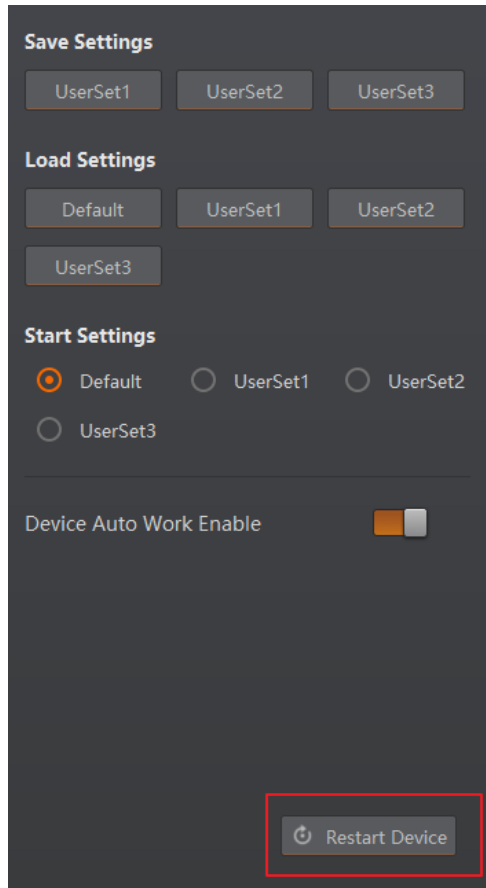 Save Settings
UserSet1 UserSet2 UserSet3
Load Settings
Default UserSet1 UserSet2
UserSet3
Start Settings
Default UserSet1 UserSet2
UserSet3
Device Auto Work Enable
Restart Device